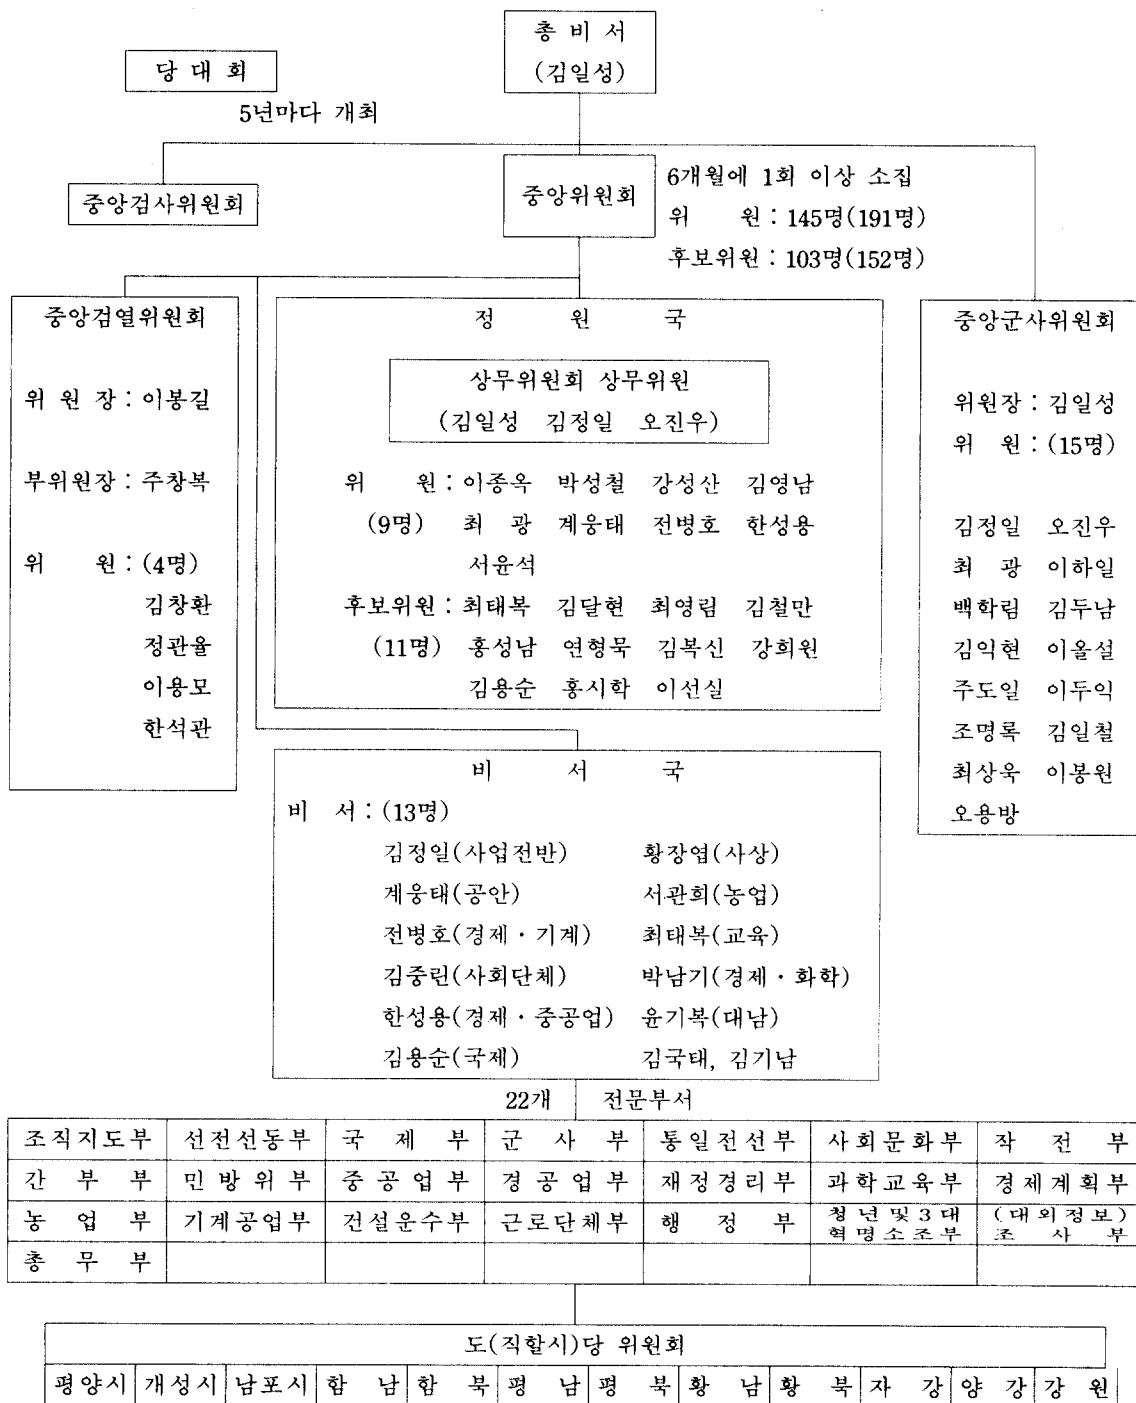 총 비 서
(김일성)
당 대 회
5년마다 개최
중앙검사위원회
중앙위원회
6개월에 1회 이상 소집
위 원 : 145명(191명)
후보위원 : 103명(152명)
중앙검열위원회
위 원 장 : 이봉길
부위원장 : 주창복
위 원 : (4명)
김창환
정관율
이용모
한석관
정 원 국
상무위원회 상무위원
(김일성 김정일 오진우)
위 원 : 이종옥 박성철 강성산 김영남
(9명) 최 광 계웅태 전병호 한성용
서윤석
후보위원 : 최태복 김달현 최영림 김철만
(11명) 홍성남 연형묵 김복신 강희원
김용순 홍시학 이선실
중앙군사위원회
위원장 : 김일성
위 원 : (15명)
김정일 오진우
최 광 이하일
백학림 김두남
김익현 이을설
주도일 이두익
조명록 김일철
최상욱 이봉원
오용방
비 서 국
비 서 : (13명)
김정일(사업전반) 황장엽(사상)
계웅태(공안) 서관희(농업)
전병호(경제·기계) 최태복(교육)
김중린(사회단체) 박남기(경제·화학)
한성용(경제·중공업) 윤기복(대남)
김용순(국제) 김국태, 김기남
22개 전문부서
조직지도부 선전선동부 국 제 부 군 사 부 통일전선부 사회문화부 작 전 부
간 부 부 민 방 위 부 중 공 업 부 경 공 업 부 재정경리부 과학교육부 경제계획부
농 업 부 기계공업부 건설운수부 근로단체부 행 정 부 청년및3대 혁명소조부 (대외정보) 조 사 부
총 무 부
도(직할시)당 위원회
평양시 개성시 남포시 함 남 함 북 평 남 평 북 황 남 황 북 자 강 양 강 강 원